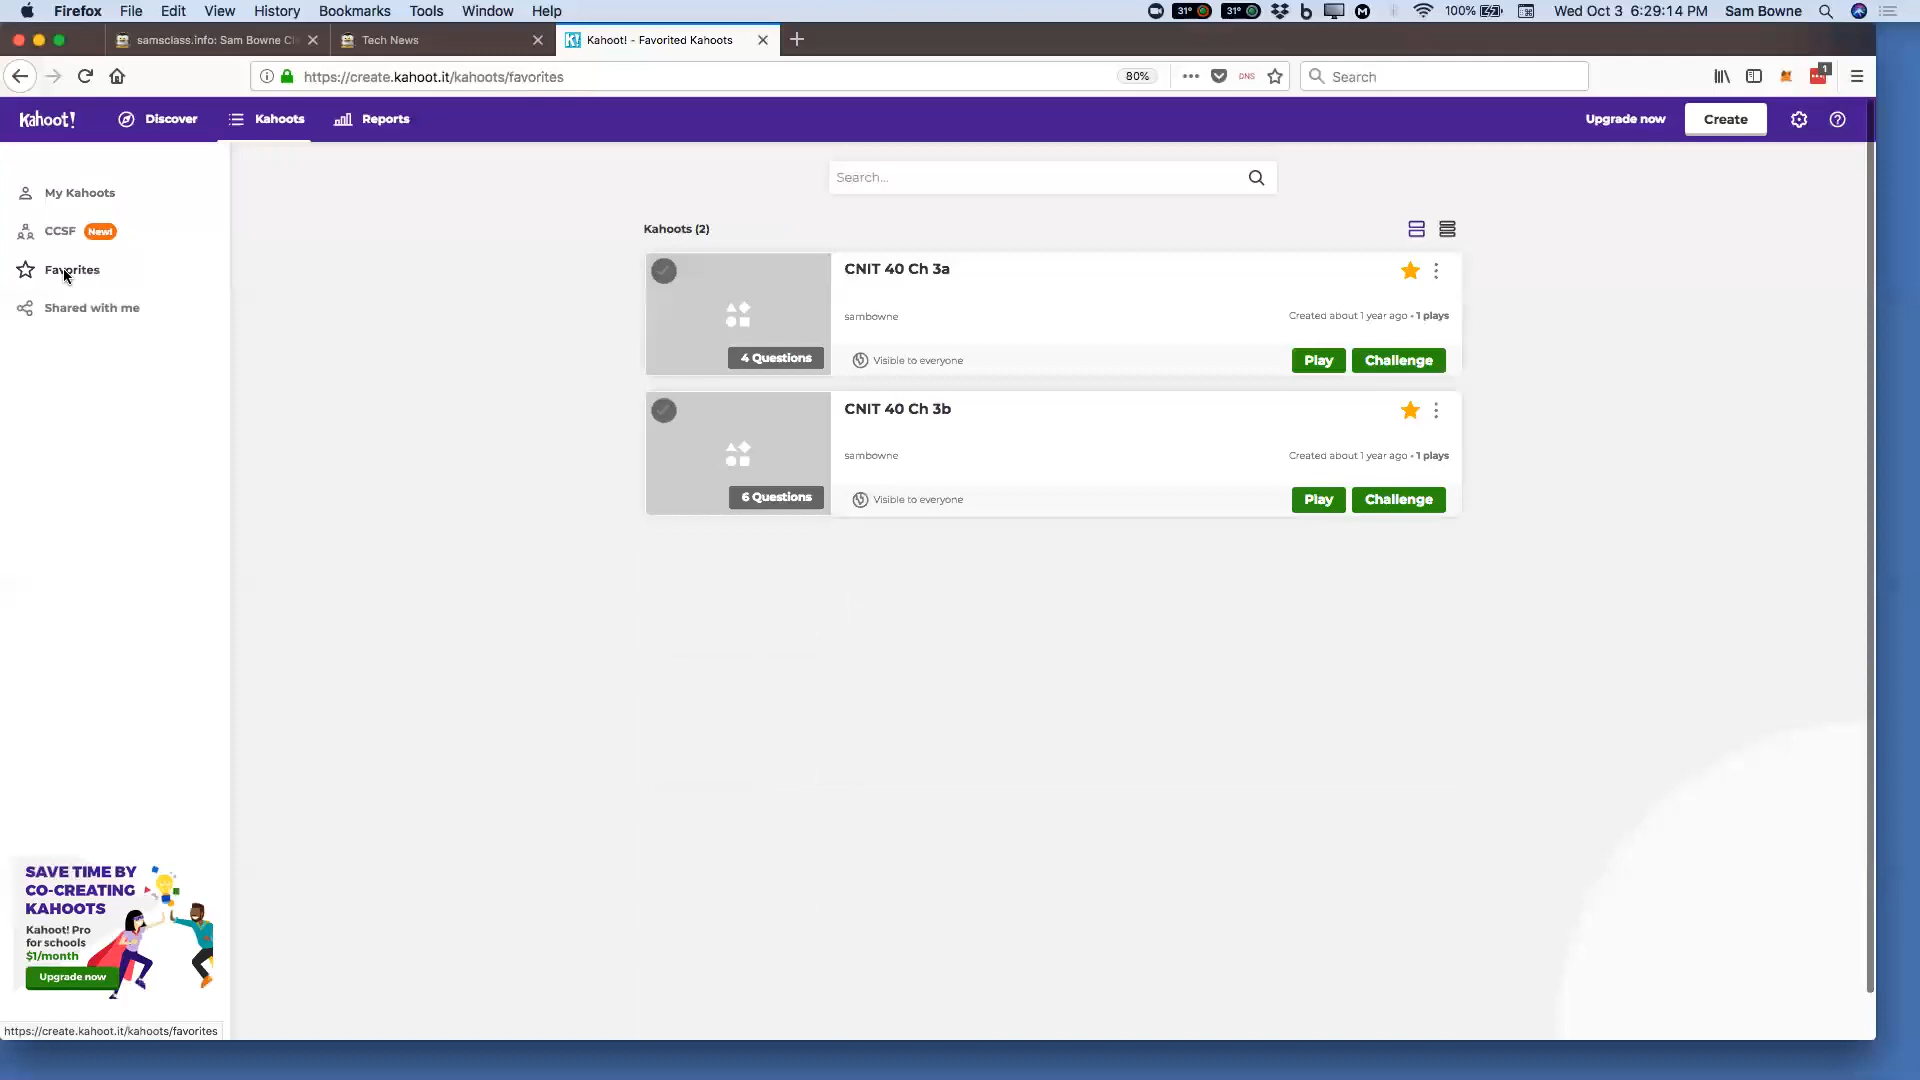 Firefox File Edit View History Bookmarks Tools Window Help 31° 31° 100% Wed Oct 3 6:29:14 PM Sam Bowne
samsclass.info: Sam Bowne Cl Tech News Kahoot! - Favorited Kahoots
https://create.kahoot.it/kahoots/favorites 80% DNS Search 1
Kahoot! Discover Kahoots Reports Upgrade now Create
Search...
My Kahoots
CCSF New!
Favorites
Shared with me
Kahoots (2)
CNIT 40 Ch 3a
sambowne Created about 1 year ago • 1 plays
4 Questions Visible to everyone Play Challenge
CNIT 40 Ch 3b
sambowne Created about 1 year ago • 1 plays
6 Questions Visible to everyone Play Challenge
SAVE TIME BY
CO-CREATING
KAHOOTS
Kahoot! Pro
for schools
$1/month
Upgrade now
https://create.kahoot.it/kahoots/favorites